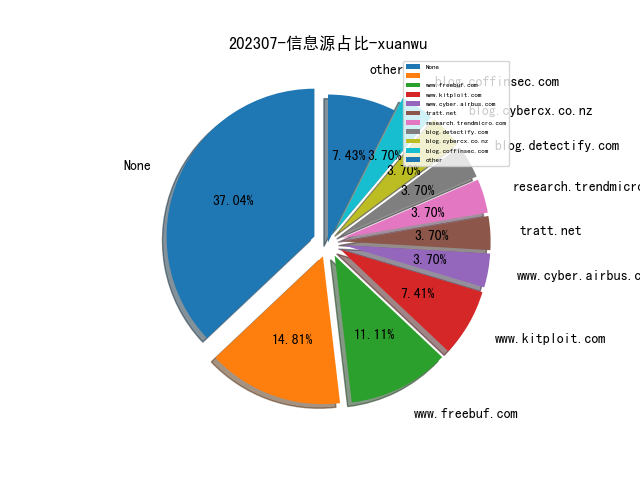 202307-信息源占比-xuanwu
None
other
blog.coffinsec.com
blog.cybercx.co.nz
blog.detectify.com
research.trendmicro
tratt.net
www.cyber.airbus.c
www.kitploit.com
www.freebuf.com
37.04%
14.81%
11.11%
7.41%
3.70%
3.70%
3.70%
3.70%
3.70%
3.70%
7.43%
None
www.freebuf.com
www.kitploit.com
www.cyber.airbus.com
tratt.net
research.trendmicro.com
blog.detectify.com
blog.cybercx.co.nz
blog.coffinsec.com
other